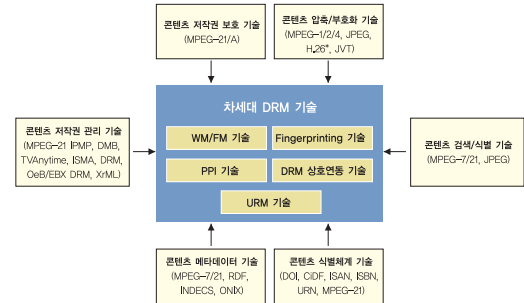 콘텐츠 저작권 보호 기술
(MPEG-21/A)
콘텐츠 압축/부호화 기술
(MPEG-1/2/4, JPEG,
H.26*, JVT)
차세대 DRM 기술
WM/FM 기술
Fingerprinting 기술
PPI 기술
DRM 상호연동 기술
URM 기술
콘텐츠 저작권 관리 기술
(MPEG-21 IPMP, DMB,
TVAnytime, ISMA, DRM,
OeB/EBX DRM, XrML)
콘텐츠 검색/식별 기술
(MPEG-7/21, JPEG)
콘텐츠 메타데이터 기술
(MPEG-7/21, RDF,
INDECS, ONIX)
콘텐츠 식별체계 기술
(DOI, CiDF, ISAN, ISBN,
URN, MPEG-21)